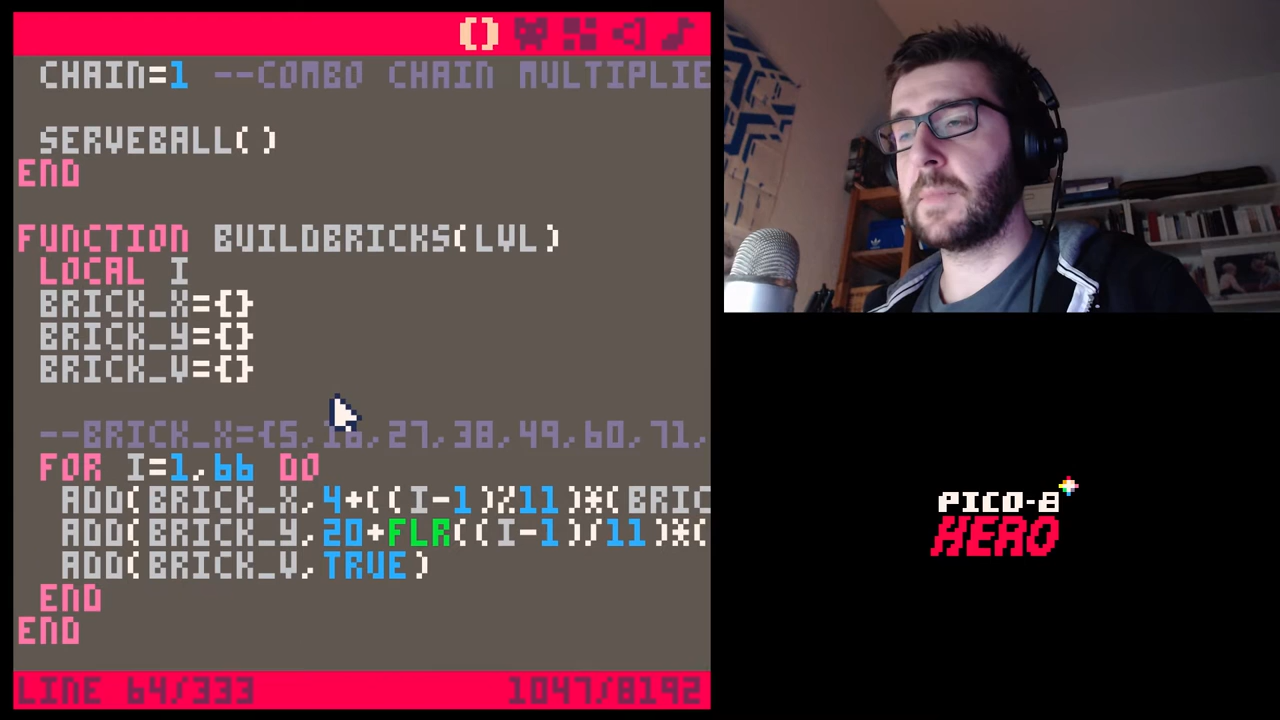 CHAIN=1 --COMBO CHAIN MULTIPLIE
SERVEBALL()
END
FUNCTION BUILDBRICKS(LVL)
LOCAL I
BRICK_X={}
BRICK_Y={}
BRICK_V={}
--BRICK_X={5,16,27,38,49,60,71,
FOR I=1,66 DO
ADD(BRICK_X,4+((I-1)%11)*(BRIC
ADD(BRICK_Y,20+FLR((I-1)/11)*(
ADD(BRICK_V,TRUE)
END
END
LINE 64/333 1047/8192
PICO-8
HERO